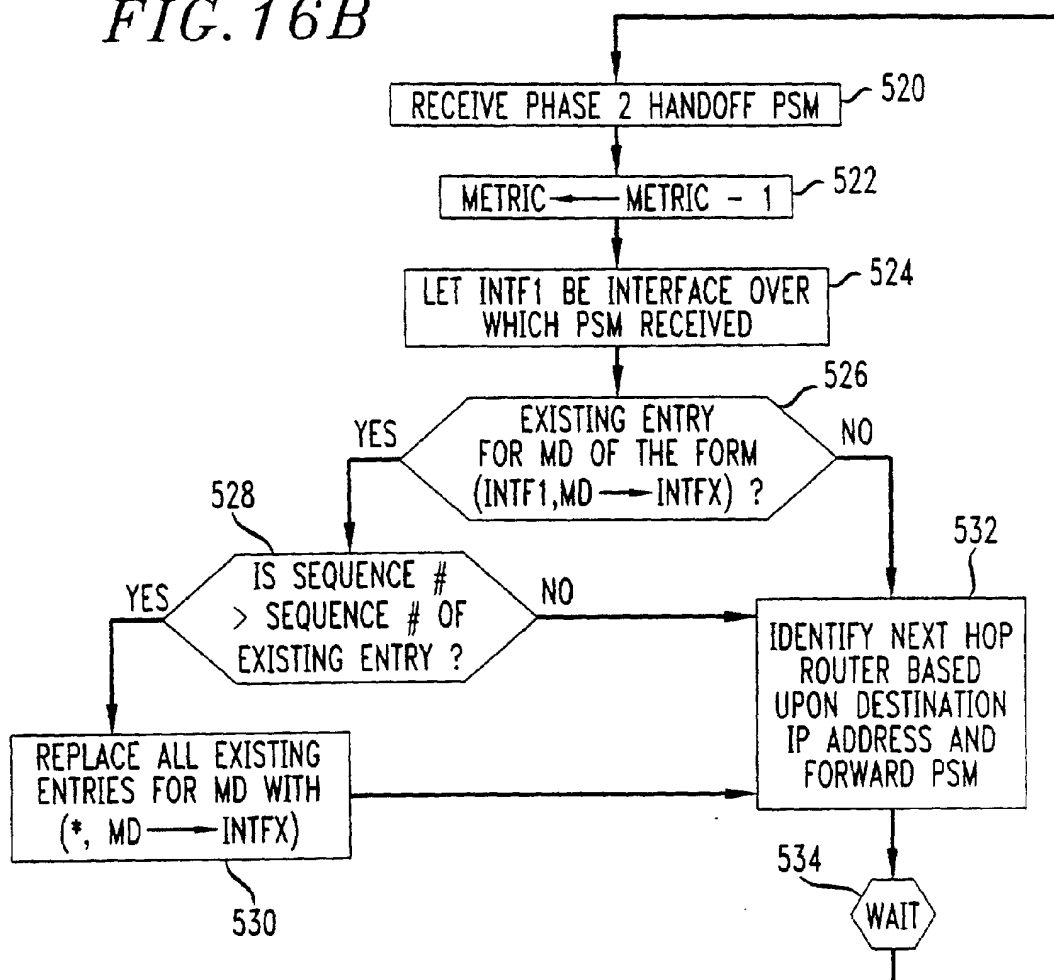 FIG. 16B
RECEIVE PHASE 2 HANDOFF PSM
520
METRIC ← METRIC - 1
522
LET INTF1 BE INTERFACE OVER
WHICH PSM RECEIVED
524
EXISTING ENTRY
FOR MD OF THE FORM
(INTF1,MD → INTFX) ?
526
YES
NO
528
IS SEQUENCE #
> SEQUENCE # OF
EXISTING ENTRY ?
YES
NO
532
IDENTIFY NEXT HOP
ROUTER BASED
UPON DESTINATION
IP ADDRESS AND
FORWARD PSM
REPLACE ALL EXISTING
ENTRIES FOR MD WITH
(*, MD → INTFX)
530
534
WAIT